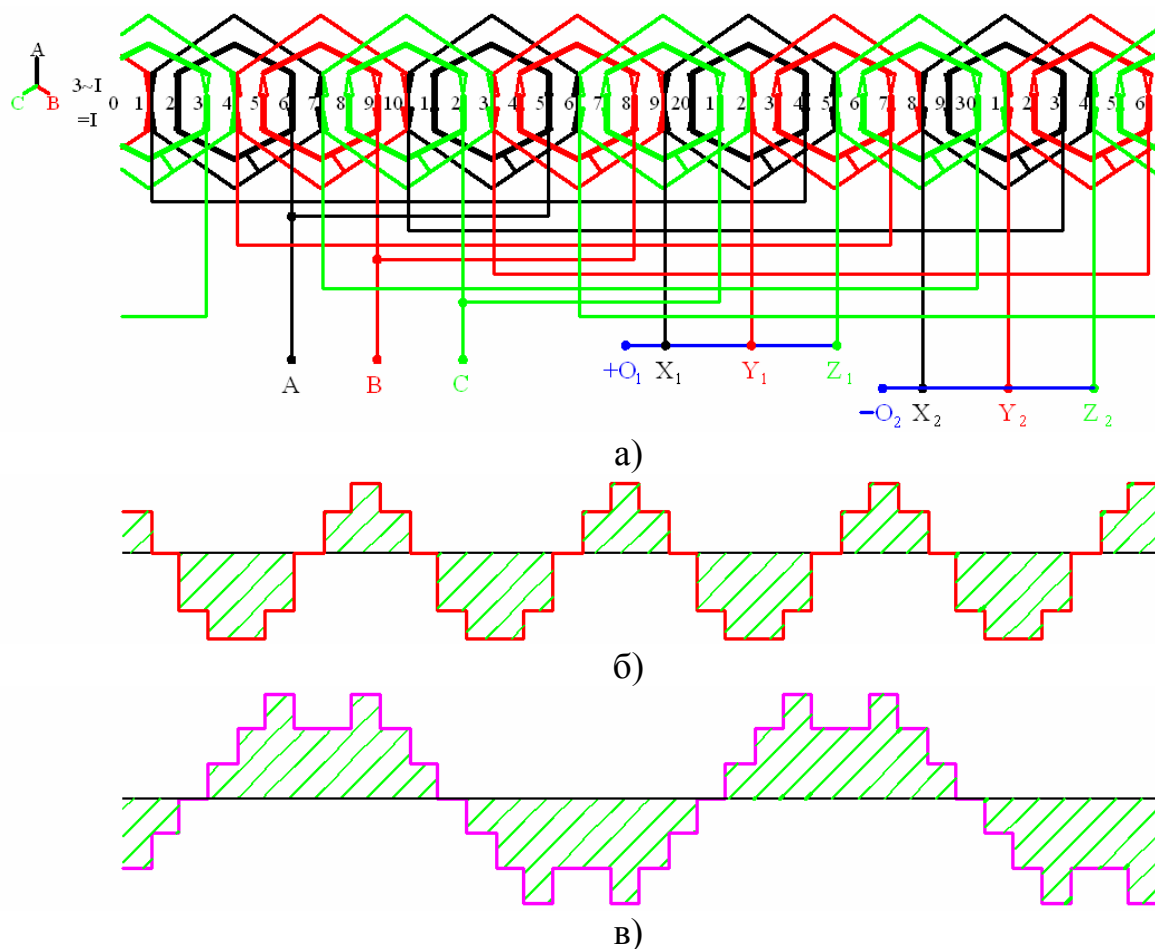 A
C B
3~I
=I
0 1 2 3 4 5 6 7 8 9 10 1 2 3 4 5 6 7 8 9 20 1 2 3 4 5 6 7 8 9 30 1 2 3 4 5 6
A B C
+O₁ X₁ Y₁ Z₁
−O₂ X₂ Y₂ Z₂
а)
б)
в)